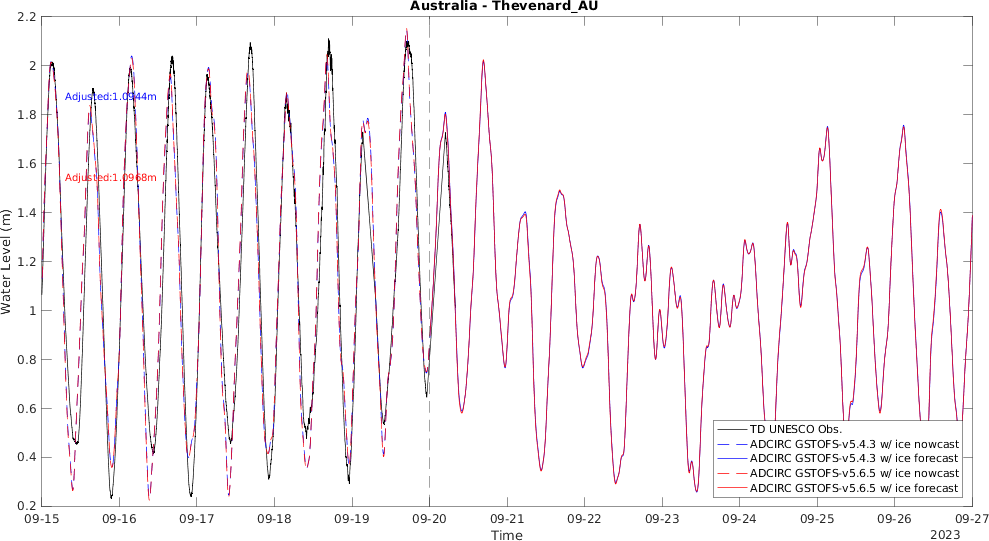 Australia - Thevenard_AU
2.2
2
1.8
1.6
1.4
1.2
1
0.8
0.6
0.4
0.2
Water Level (m)
Adjusted:1.0944m
Adjusted:1.0968m
TD UNESCO Obs.
ADCIRC GSTOFS-v5.4.3 w/ ice nowcast
ADCIRC GSTOFS-v5.4.3 w/ ice forecast
ADCIRC GSTOFS-v5.6.5 w/ ice nowcast
ADCIRC GSTOFS-v5.6.5 w/ ice forecast
09-15 09-16 09-17 09-18 09-19 09-20 09-21 09-22 09-23 09-24 09-25 09-26 09-27
Time
2023